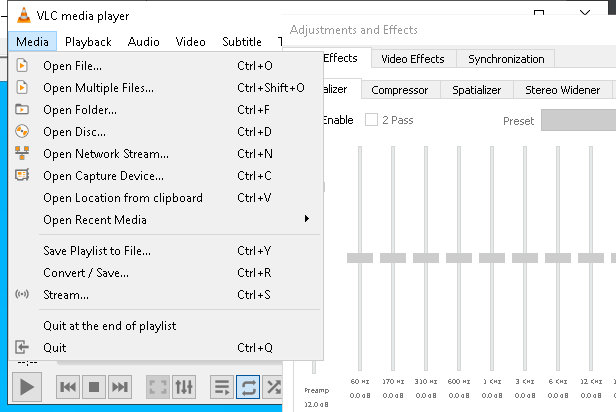 VLC media player
Adjustments and Effects
Media Playback Audio Video Subtitle T
Effects Video Effects Synchronization
alizer Compressor Spatializer Stereo Widener
Enable 2 Pass Preset
Open File... Ctrl+O
Open Multiple Files... Ctrl+Shift+O
Open Folder... Ctrl+F
Open Disc... Ctrl+D
Open Network Stream... Ctrl+N
Open Capture Device... Ctrl+C
Open Location from clipboard Ctrl+V
Open Recent Media
Save Playlist to File... Ctrl+Y
Convert / Save... Ctrl+R
Stream... Ctrl+S
Quit at the end of playlist
Quit Ctrl+Q
--:--
60 Hz 170 Hz 310 Hz 600 Hz 1 KHz 3 KHz 6 KHz 12 KHz
Preamp 0.0 dB 0.0 dB 0.0 dB 0.0 dB 0.0 dB 0.0 dB 0.0 dB 0.0 dB
12.0 dB